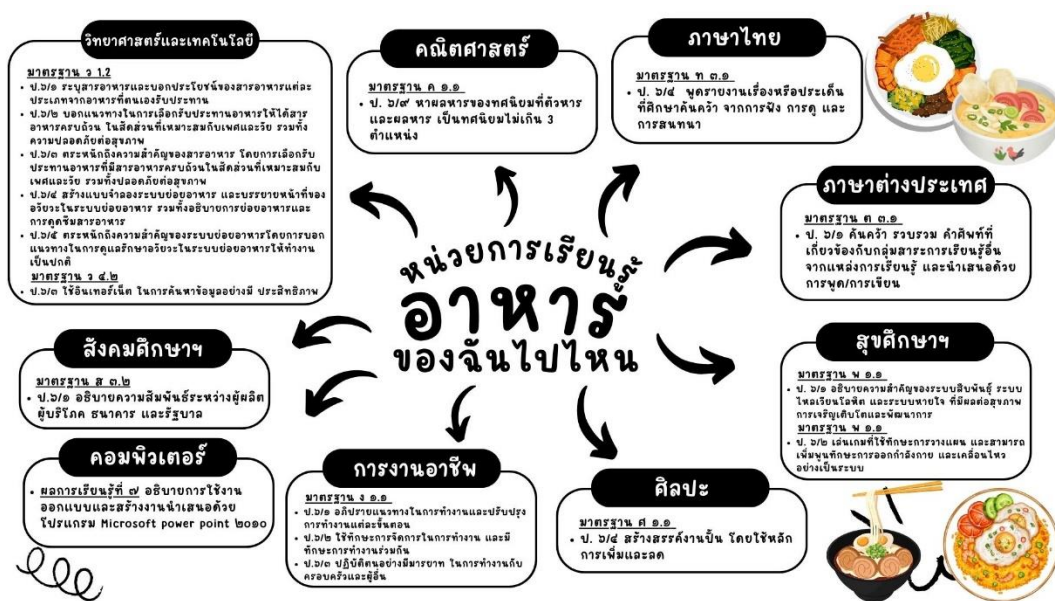 วิทยาศาสตร์และเทคโนโลยี
มาตรฐาน ว 1.2
• ป.๖/๑ ระบุสารอาหารและบอกประโยชน์ของสารอาหารแต่ละ
ประเภทจากอาหารที่ตนเองรับประทาน
• ป.๖/๒ บอกแนวทางในการเลือกรับประทานอาหารให้ได้สาร
อาหารครบถ้วน ในสัดส่วนที่เหมาะสมกับเพศและวัย รวมทั้ง
ความปลอดภัยต่อสุขภาพ
• ป.๖/๓ ตระหนักถึงความสำคัญของสารอาหาร โดยการเลือกรับ
ประทานอาหารที่มีสารอาหารครบถ้วนในสัดส่วนที่เหมาะสมกับ
เพศและวัย รวมทั้งปลอดภัยต่อสุขภาพ
• ป.๖/๔ สร้างแบบจำลองระบบย่อยอาหาร และบรรยายหน้าที่ของ
อวัยวะในระบบย่อยอาหาร รวมทั้งอธิบายการย่อยอาหารและ
การดูดซึมสารอาหาร
• ป.๖/๕ ตระหนักถึงความสำคัญของระบบย่อยอาหารโดยการบอก
แนวทางในการดูแลรักษาอวัยวะในระบบย่อยอาหารให้ทำงาน
เป็นปกติ
มาตรฐาน ว ๔.๒
• ป.๖/๓ ใช้อินเทอร์เน็ต ในการค้นหาข้อมูลอย่างมี ประสิทธิภาพ
คณิตศาสตร์
มาตรฐาน ค ๑.๑
• ป. ๖/๙ หาผลหารของทศนิยมที่ตัวหาร
และผลหาร เป็นทศนิยมไม่เกิน 3
ตำแหน่ง
ภาษาไทย
มาตรฐาน ท ๓.๑
• ป. ๖/๔ พูดรายงานเรื่องหรือประเด็น
ที่ศึกษาค้นคว้า จากการฟัง การดู และ
การสนทนา
ภาษาต่างประเทศ
มาตรฐาน ต ๓.๑
• ป. ๖/๑ ค้นคว้า รวบรวม คำศัพท์ที่
เกี่ยวข้องกับกลุ่มสาระการเรียนรู้อื่น
จากแหล่งการเรียนรู้ และนำเสนอด้วย
การพูด/การเขียน
หน่วยการเรียนรู้
อาหาร
ของฉันไปไหน
สังคมศึกษาฯ
มาตรฐาน ส ๓.๒
• ป.๖/๑ อธิบายความสัมพันธ์ระหว่างผู้ผลิต
ผู้บริโภค ธนาคาร และรัฐบาล
สุขศึกษาฯ
มาตรฐาน พ ๑.๑
• ป. ๖/๑ อธิบายความสำคัญของระบบสืบพันธุ์ ระบบ
ไหลเวียนโลหิต และระบบหายใจ ที่มีผลต่อสุขภาพ
การเจริญเติบโตและพัฒนาการ
มาตรฐาน พ ๑.๑
• ป. ๖/๒ เล่นเกมที่ใช้ทักษะการวางแผน และสามารถ
เพิ่มพูนทักษะการออกกำลังกาย และเคลื่อนไหว
อย่างเป็นระบบ
คอมพิวเตอร์
• ผลการเรียนรู้ที่ ๗ อธิบายการใช้งาน
ออกแบบและสร้างงานนำเสนอด้วย
โปรแกรม Microsoft power point ๒๐๑๐
การงานอาชีพ
มาตรฐาน ง ๑.๑
• ป.๖/๑ อภิปรายแนวทางในการทำงานและปรับปรุง
การทำงานแต่ละขั้นตอน
• ป.๖/๒ ใช้ทักษะการจัดการในการทำงาน และมี
ทักษะการทำงานร่วมกัน
• ป.๖/๓ ปฏิบัติตนอย่างมีมารยาท ในการทำงานกับ
ครอบครัวและผู้อื่น
ศิลปะ
มาตรฐาน ศ ๑.๑
• ป. ๖/๔ สร้างสรรค์งานปั้น โดยใช้หลัก
การเพิ่มและลด